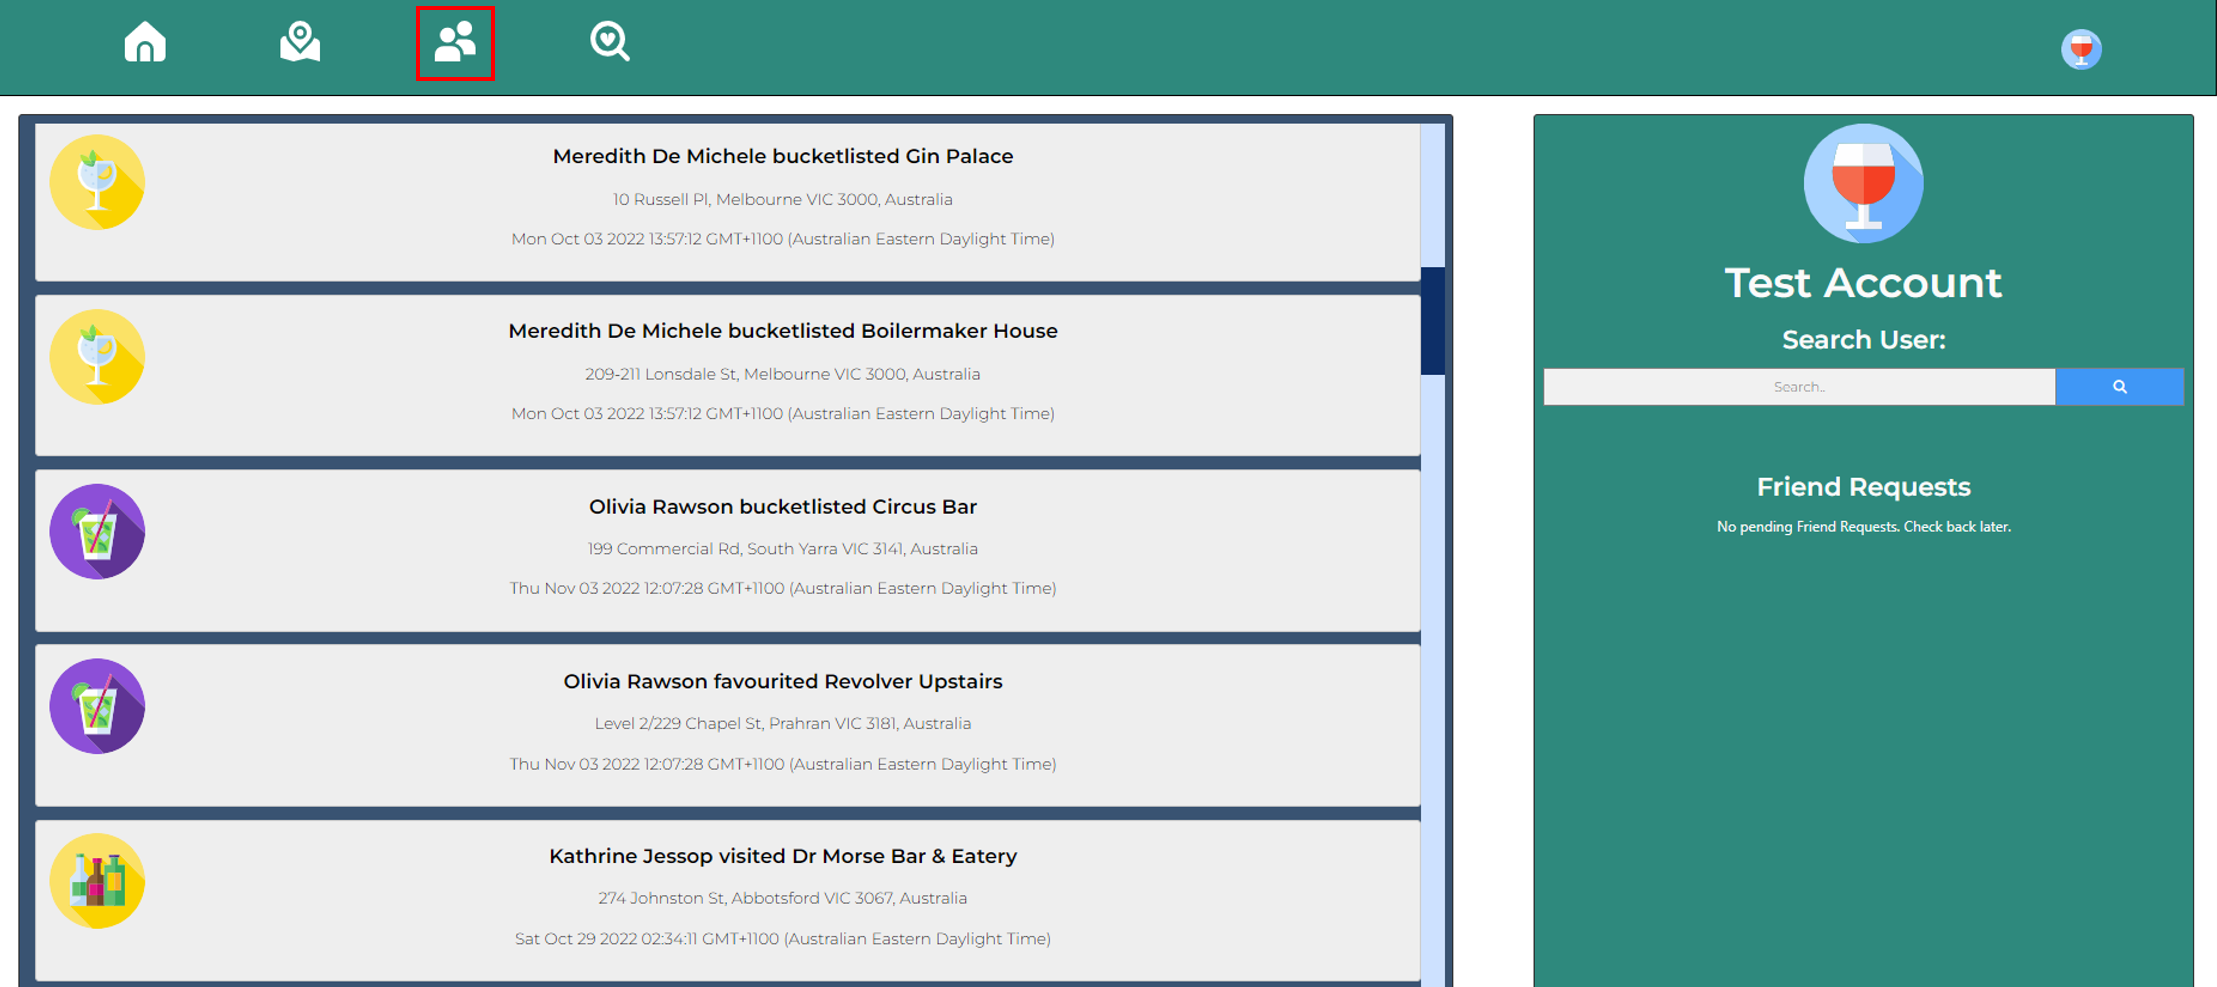 Meredith De Michele bucketlisted Gin Palace
10 Russell Pl, Melbourne VIC 3000, Australia
Mon Oct 03 2022 13:57:12 GMT+1100 (Australian Eastern Daylight Time)
Meredith De Michele bucketlisted Boilermaker House
209-211 Lonsdale St, Melbourne VIC 3000, Australia
Mon Oct 03 2022 13:57:12 GMT+1100 (Australian Eastern Daylight Time)
Olivia Rawson bucketlisted Circus Bar
199 Commercial Rd, South Yarra VIC 3141, Australia
Thu Nov 03 2022 12:07:28 GMT+1100 (Australian Eastern Daylight Time)
Olivia Rawson favourited Revolver Upstairs
Level 2/229 Chapel St, Prahran VIC 3181, Australia
Thu Nov 03 2022 12:07:28 GMT+1100 (Australian Eastern Daylight Time)
Kathrine Jessop visited Dr Morse Bar & Eatery
274 Johnston St, Abbotsford VIC 3067, Australia
Sat Oct 29 2022 02:34:11 GMT+1100 (Australian Eastern Daylight Time)
Test Account
Search User:
Search..
Friend Requests
No pending Friend Requests. Check back later.